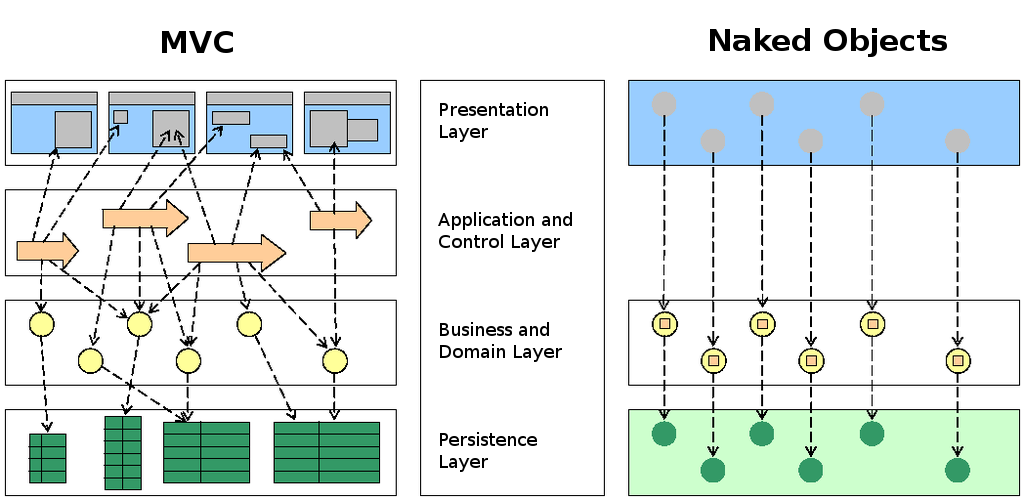 MVC
Naked Objects
Presentation
Layer
Application and
Control Layer
Business and
Domain Layer
Persistence
Layer